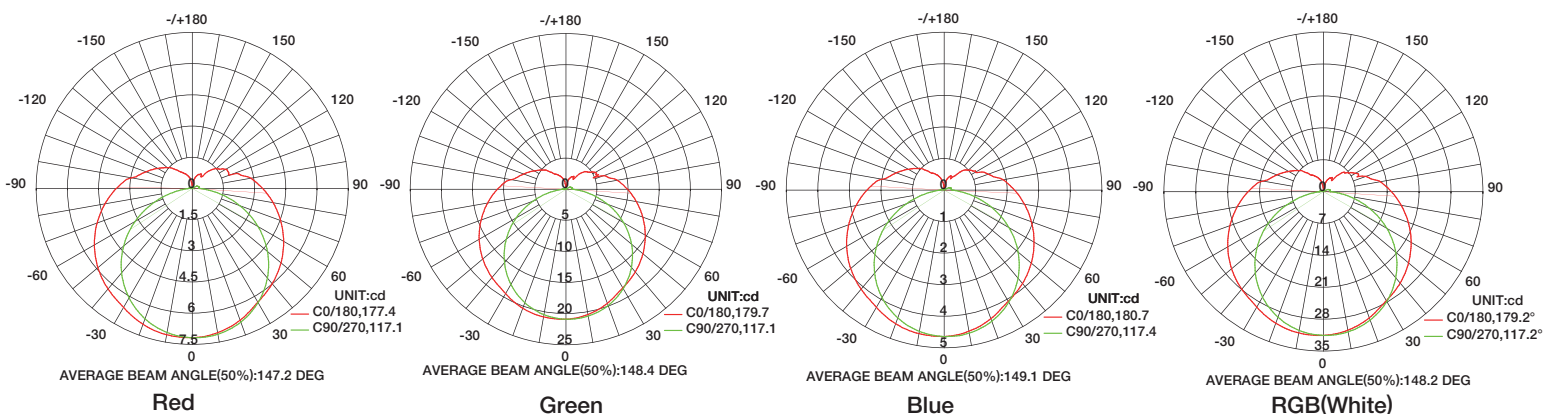 -/+180
-150 150
-120 120
-90 90
0
1.5
3
4.5
6
7.5
-60 60
-30 30
0
UNIT:cd
C0/180,177.4
C90/270,117.1
AVERAGE BEAM ANGLE(50%):147.2 DEG
Red
-/+180
-150 150
-120 120
-90 90
0
5
10
15
20
25
-60 60
-30 30
0
UNIT:cd
C0/180,179.7
C90/270,117.1
AVERAGE BEAM ANGLE(50%):148.4 DEG
Green
-/+180
-150 150
-120 120
-90 90
0
1
2
3
4
5
-60 60
-30 30
0
UNIT:cd
C0/180,180.7
C90/270,117.4
AVERAGE BEAM ANGLE(50%):149.1 DEG
Blue
-/+180
-150 150
-120 120
-90 90
0
7
14
21
28
35
-60 60
-30 30
0
UNIT:cd
C0/180,179.2°
C90/270,117.2°
AVERAGE BEAM ANGLE(50%):148.2 DEG
RGB(White)